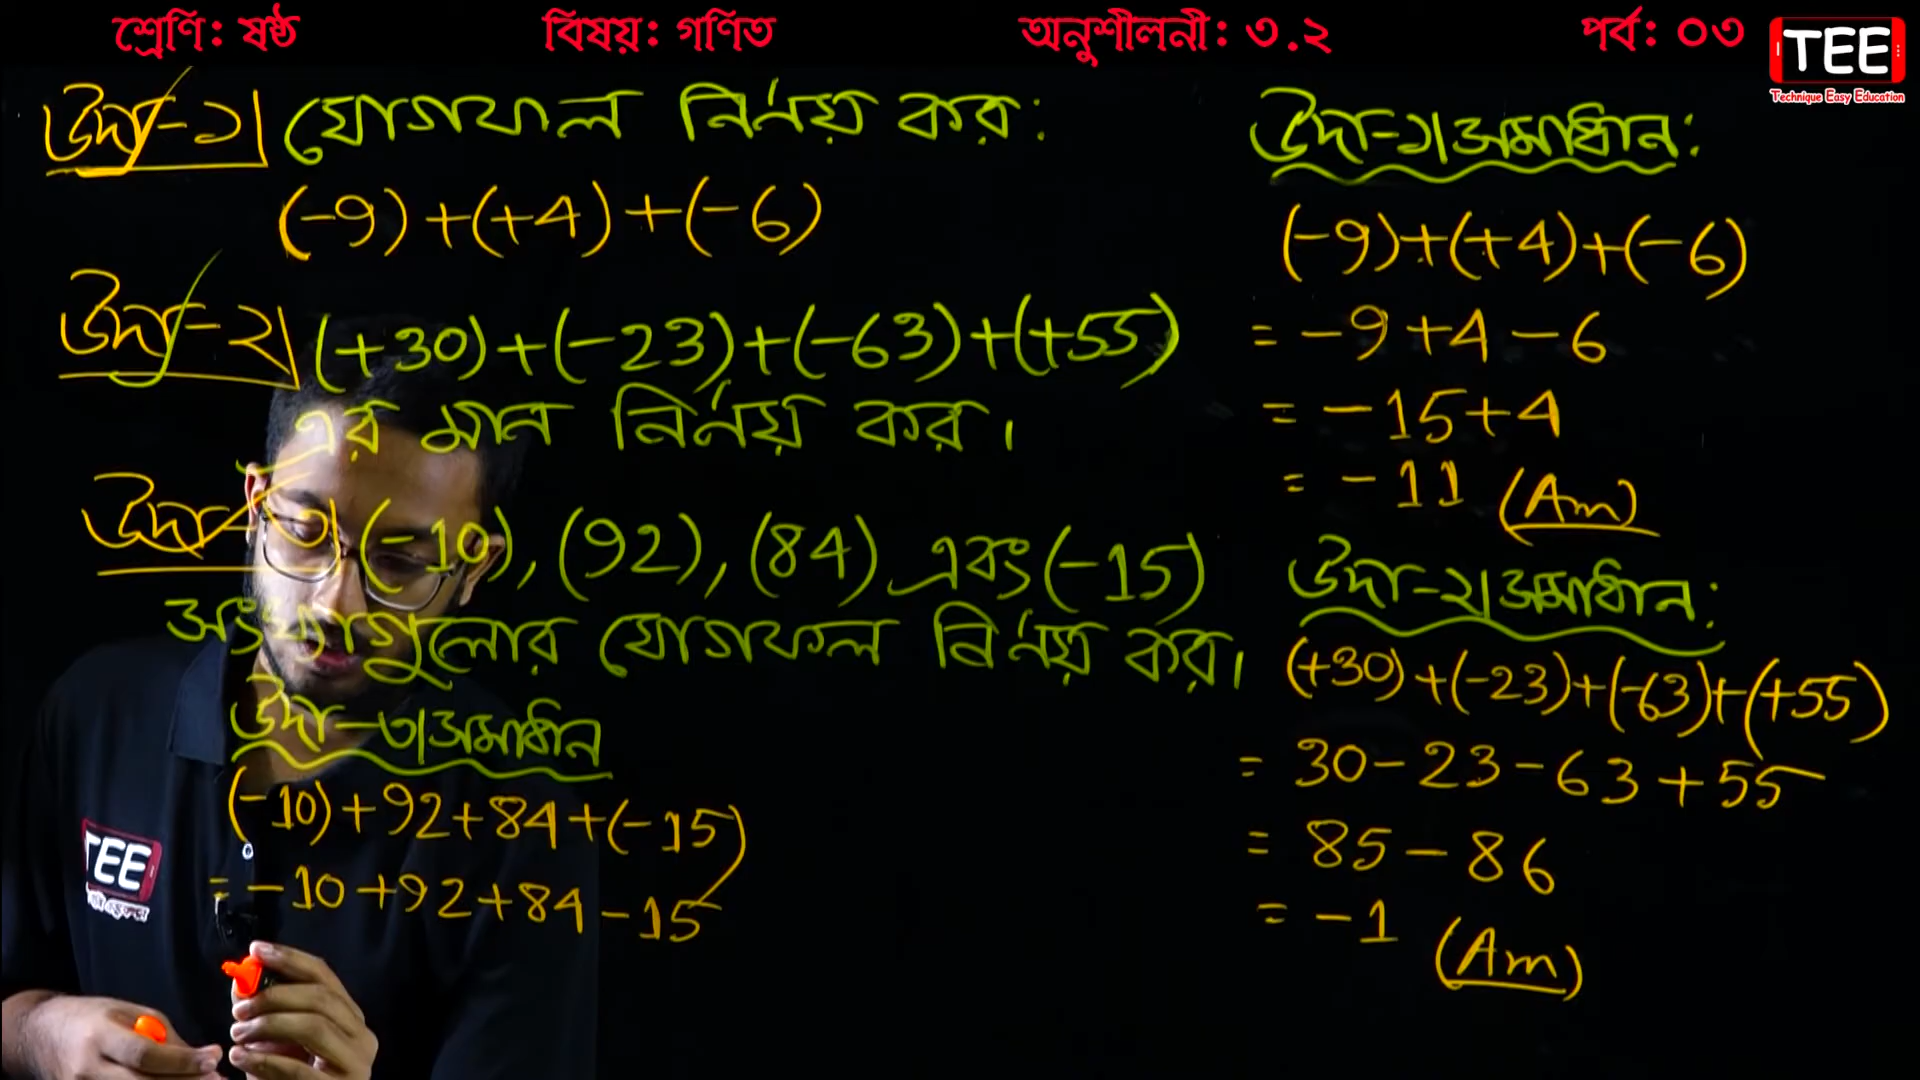 শ্রেণি: ষষ্ঠ বিষয়: গণিত অনুশীলনী: ৩.২ পর্ব: ০৩
TEE
Technique Easy Education
উদা-১। যোগফল নির্ণয় কর:
(-9)+(+4)+(-6)
উদা-২। (+30)+(-23)+(-63)+(+55)
এর মান নির্ণয় কর।
উদা-৩। (-10), (92), (84) এবং (-15)
সংখ্যাগুলোর যোগফল নির্ণয় কর।
উদা-৩। সমাধান
(-10)+92+84+(-15)
= -10+92+84-15
উদা-১। সমাধান:
(-9)+(+4)+(-6)
= -9+4-6
= -15+4
= -11 (Am)
উদা-২। সমাধান:
(+30)+(-23)+(-63)+(+55)
= 30-23-63+55
= 85-86
= -1 (Am)
TEE